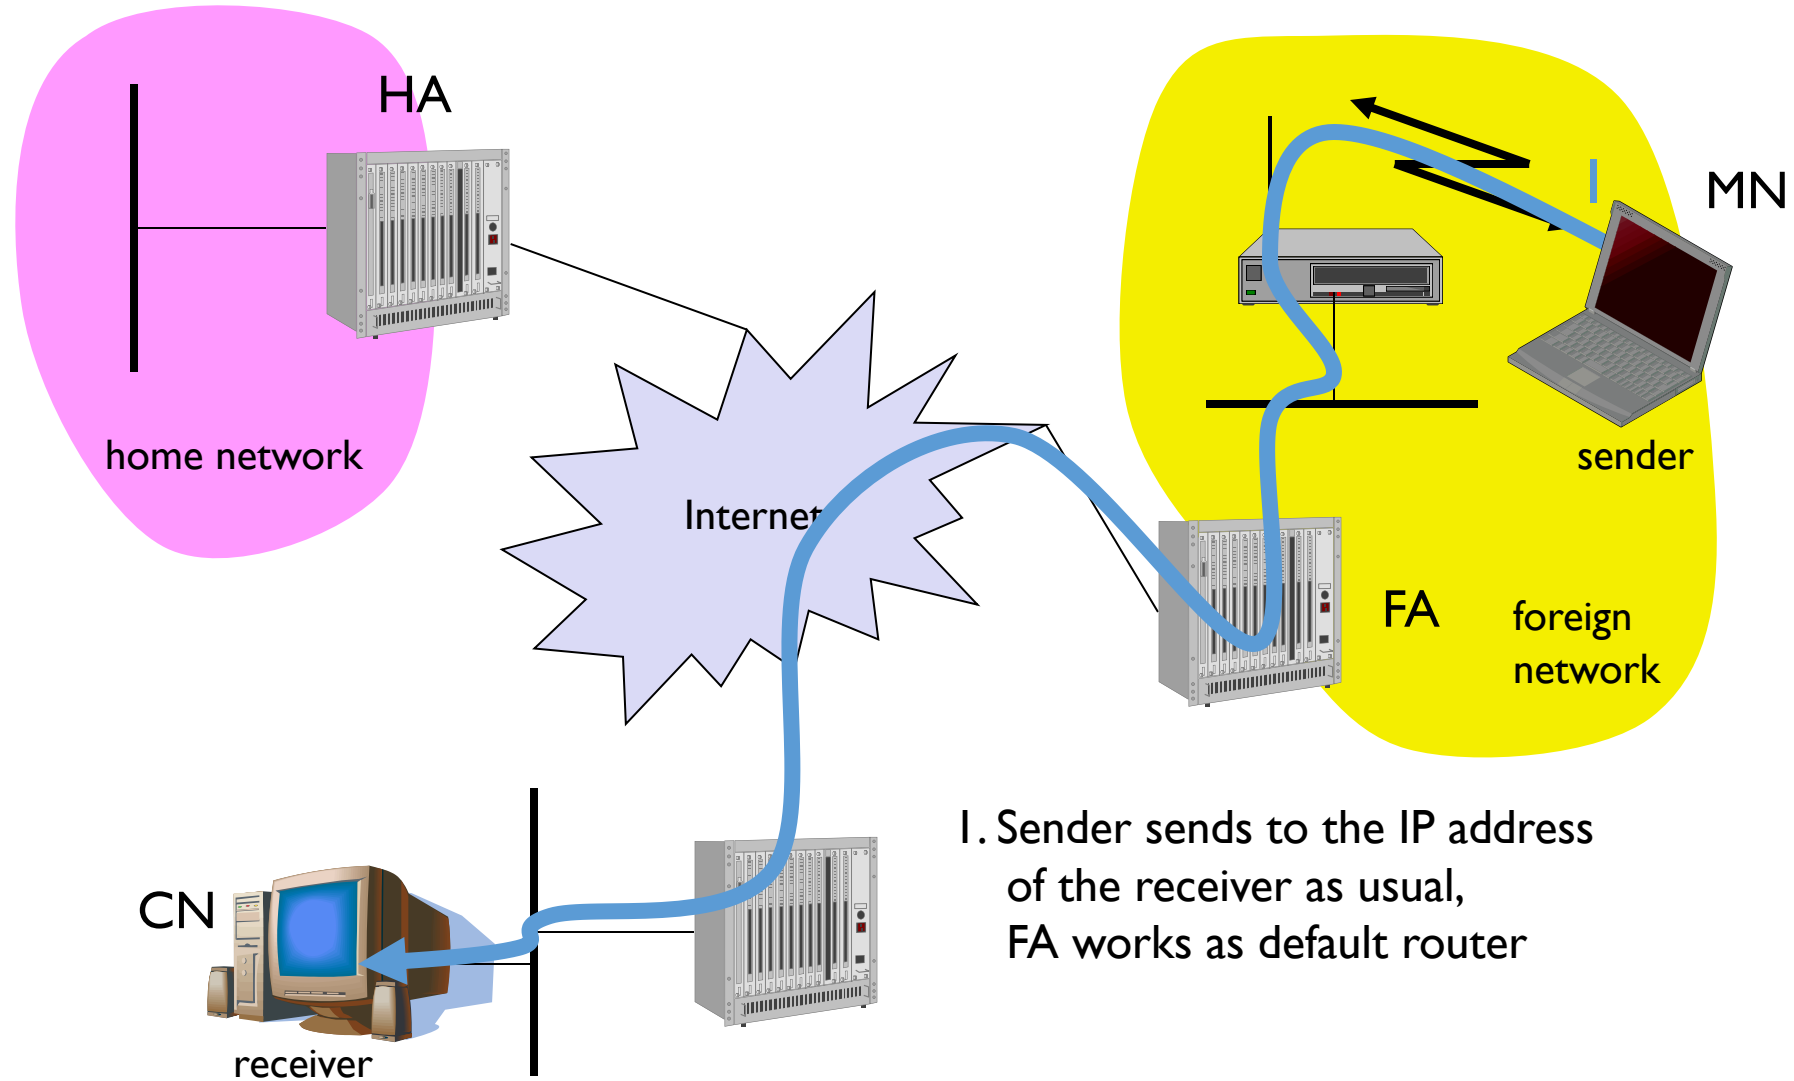 HA
MN
home network
sender
Internet
FA
foreign
network
1
1. Sender sends to the IP address
of the receiver as usual,
FA works as default router
CN
receiver